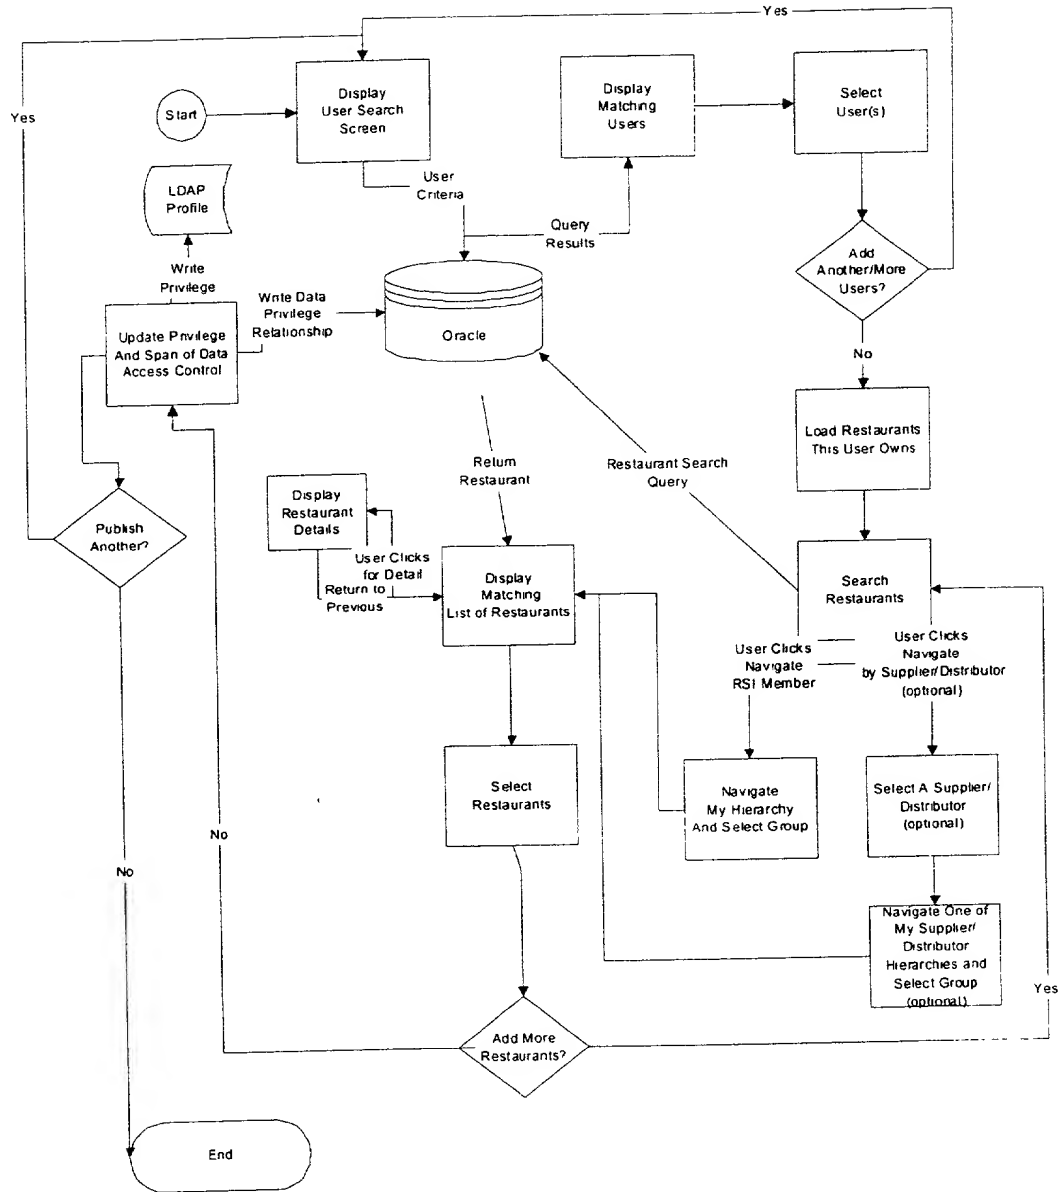 Yes
Yes
Start
Display
User Search
Screen
Display
Matching
Users
Select
User(s)
LDAP
Profile
User
Criteria
Query
Results
Write
Privilege
Add
Another/More
Users?
Update Privilege
And Span of Data
Access Control
Write Data
Privilege
Relationship
Oracle
No
Load Restaurants
This User Owns
Return
Restaurant
Restaurant Search
Query
Publish
Another?
Display
Restaurant
Details
User Clicks
for Detail
Return to
Previous
Display
Matching
List of Restaurants
Search
Restaurants
User Clicks
Navigate
RSI Member
User Clicks
Navigate
by Supplier/Distributor
(optional)
Select
Restaurants
Navigate
My Hierarchy
And Select Group
Select A Supplier/
Distributor
(optional)
No
No
Navigate One of
My Supplier/
Distributor
Hierarchies and
Select Group
(optional)
Yes
Add More
Restaurants?
End